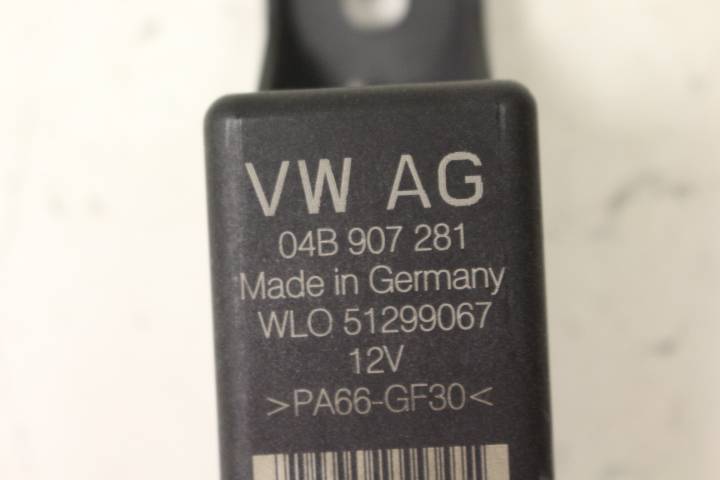 VW AG
04B 907 281
Made in Germany
WLO 51299067
12V
>PA66-GF30<